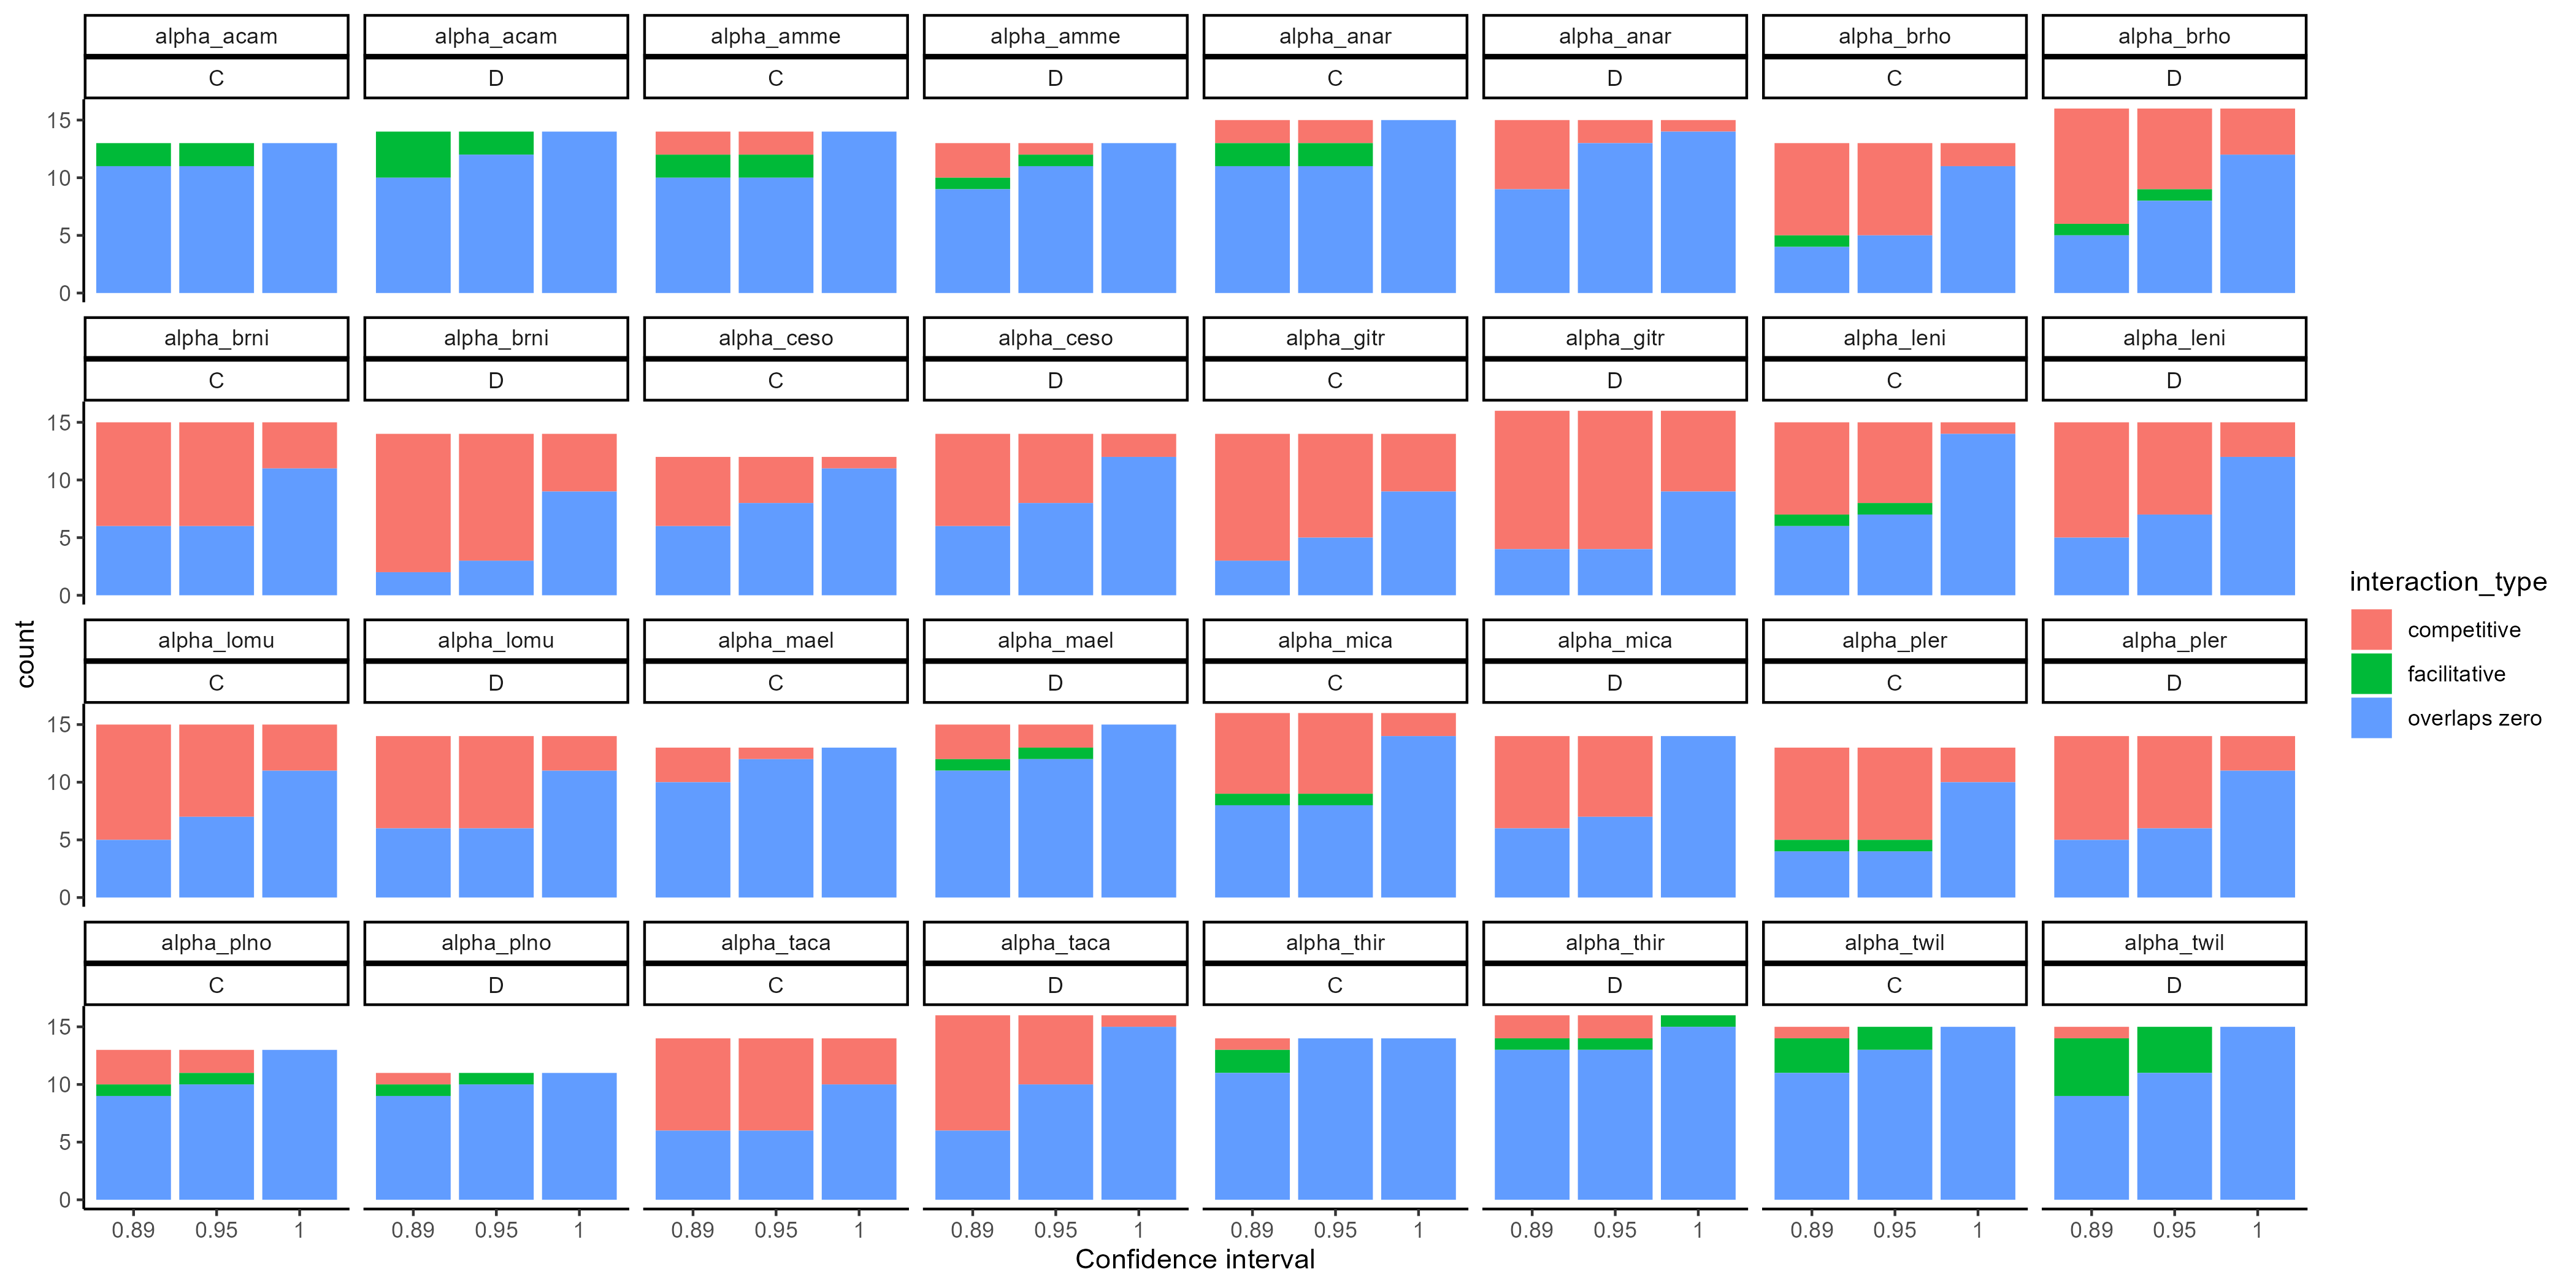 alpha_acam alpha_acam alpha_amme alpha_amme alpha_anar alpha_anar alpha_brho alpha_brho
C D C D C D C D
15
10
5
0
alpha_brni alpha_brni alpha_ceso alpha_ceso alpha_gitr alpha_gitr alpha_leni alpha_leni
C D C D C D C D
15
10
5
0
interaction_type
competitive
facilitative
overlaps zero
count
alpha_lomu alpha_lomu alpha_mael alpha_mael alpha_mica alpha_mica alpha_pler alpha_pler
C D C D C D C D
15
10
5
0
alpha_plno alpha_plno alpha_taca alpha_taca alpha_thir alpha_thir alpha_twil alpha_twil
C D C D C D C D
15
10
5
0
0.89 0.95 1 0.89 0.95 1 0.89 0.95 1 0.89 0.95 1 0.89 0.95 1 0.89 0.95 1 0.89 0.95 1 0.89 0.95 1
Confidence interval